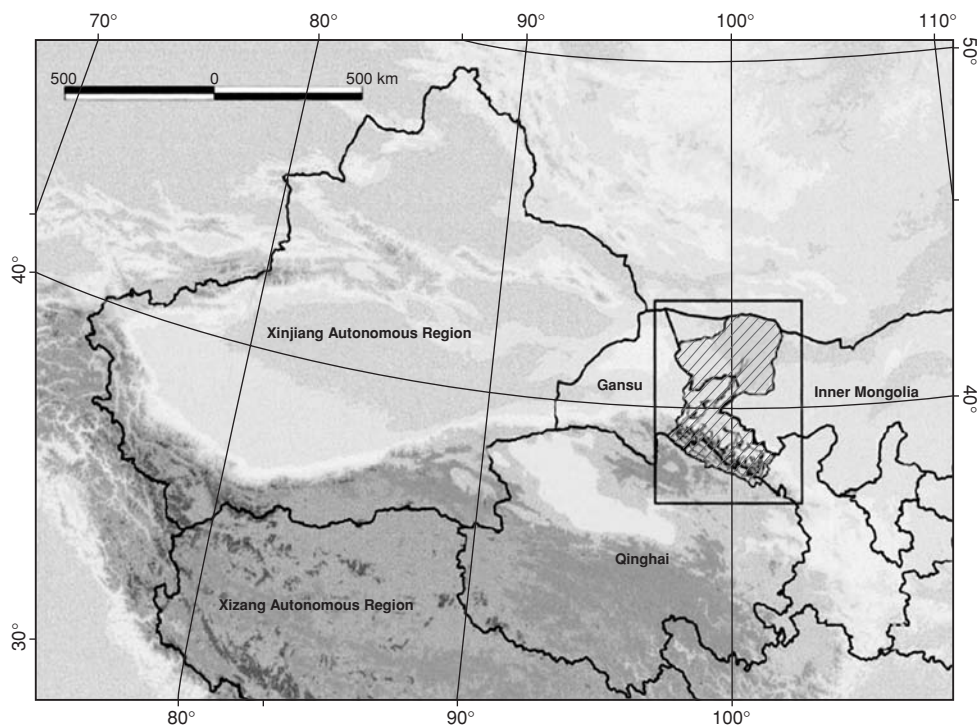 70° 80° 90° 100° 110°
50°
500 0 500 km
40°
Xinjiang Autonomous Region
Gansu
Inner Mongolia
40°
Qinghai
Xizang Autonomous Region
30°
80° 90° 100°